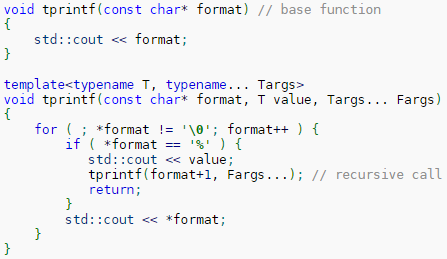 void tprintf(const char* format) // base function
{
    std::cout << format;
}

template<typename T, typename... Targs>
void tprintf(const char* format, T value, Targs... Fargs)
{
    for ( ; *format != '\0'; format++ ) {
        if ( *format == '%' ) {
           std::cout << value;
           tprintf(format+1, Fargs...); // recursive call
           return;
        }
        std::cout << *format;
    }
}